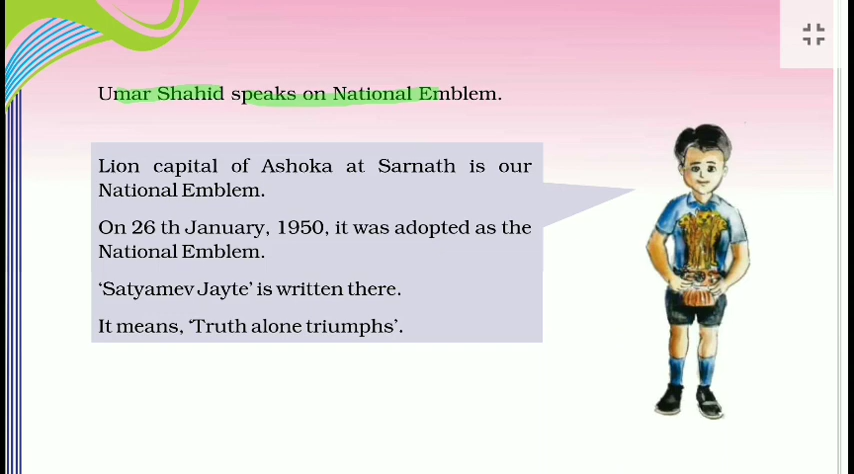 Umar Shahid speaks on National Emblem.
Lion capital of Ashoka at Sarnath is our
National Emblem.
On 26 th January, 1950, it was adopted as the
National Emblem.
‘Satyamev Jayte’ is written there.
It means, ‘Truth alone triumphs’.